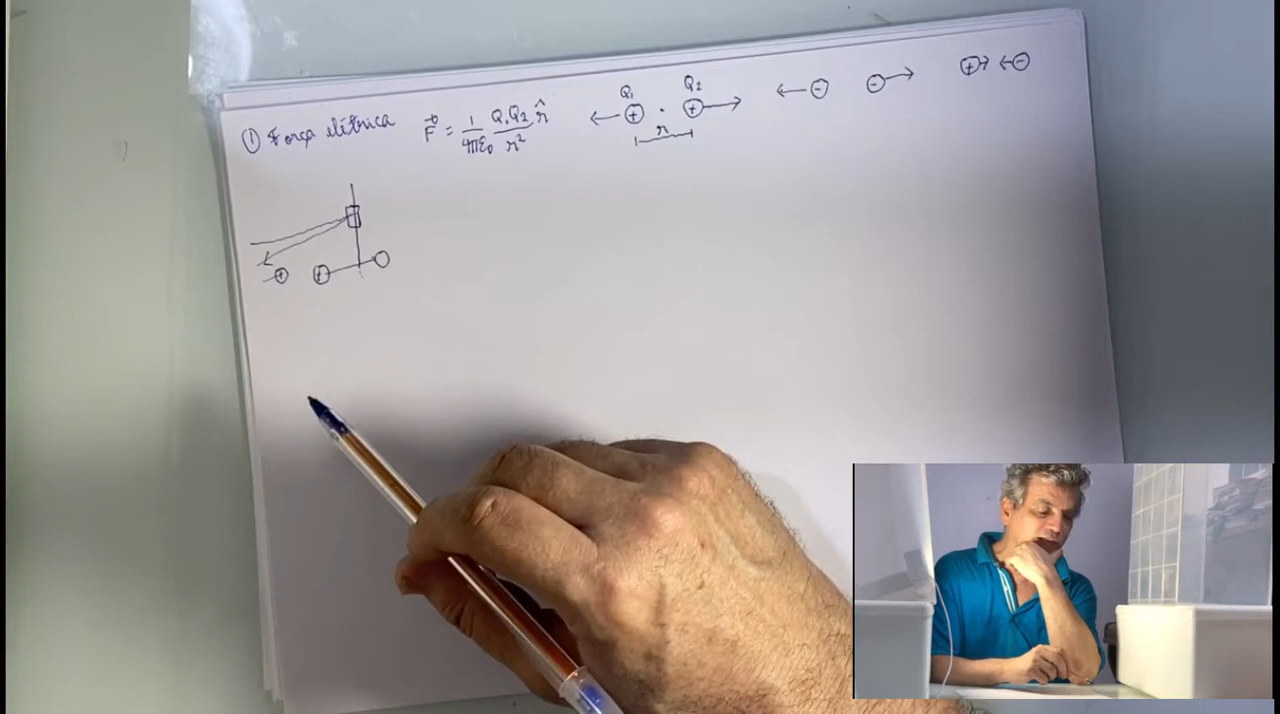 ① Força elétrica F⃗ = 1/4πε₀ Q₁Q₂/r² r̂ Q₁ + Q₂ + r - - + -
+ +